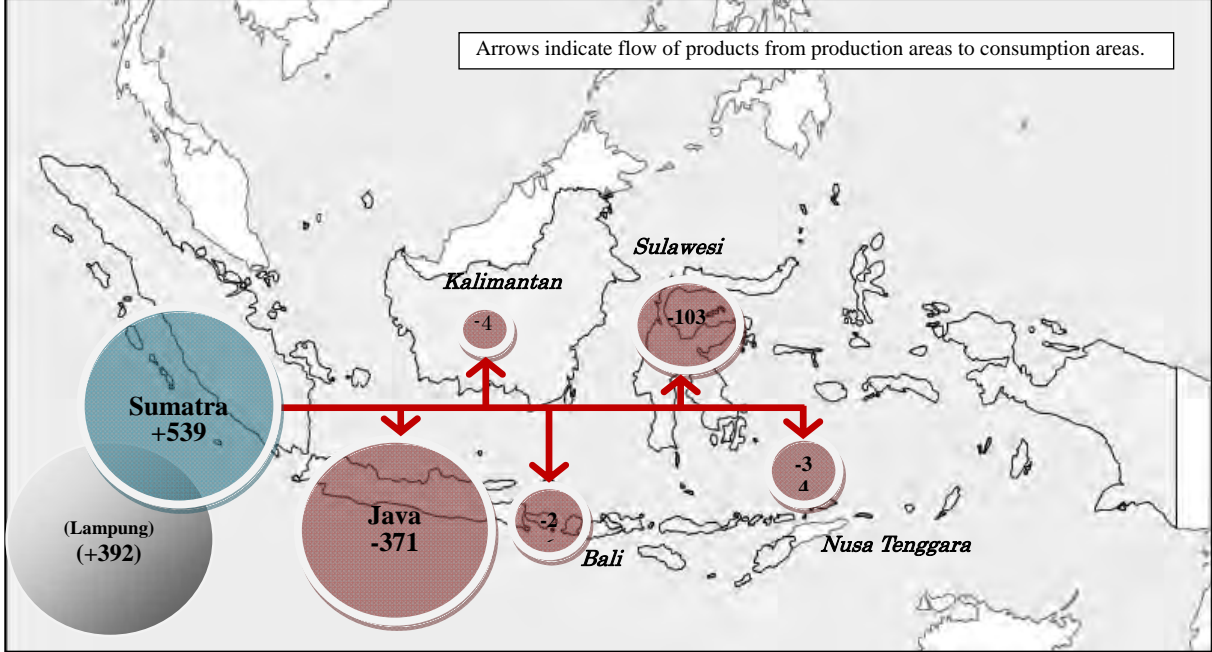 Arrows indicate flow of products from production areas to consumption areas.
Sulawesi
Kalimantan
-103
-4
Sumatra
+539
(Lampung)
(+392)
Java
-371
-2
Bali
-3
4
Nusa Tenggara